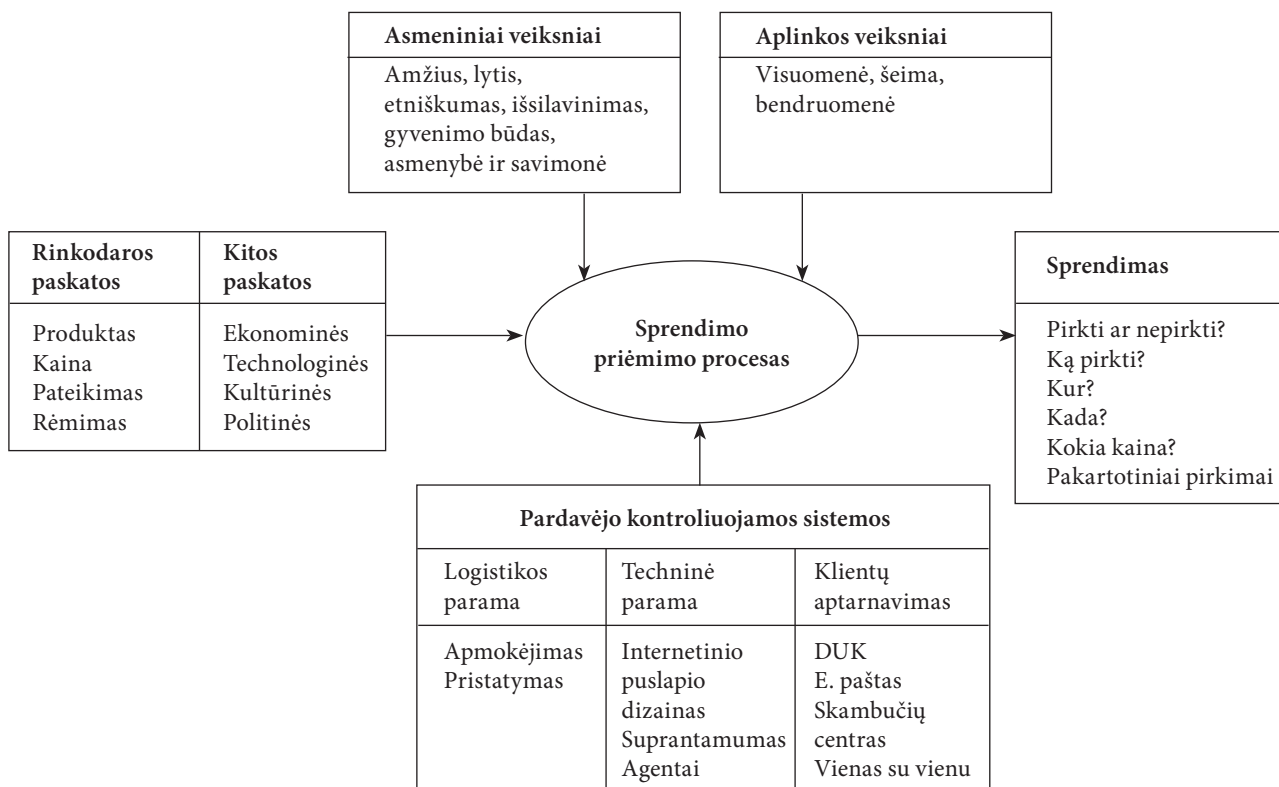 Asmeniniai veiksniai
Amžius, lytis,
etniškumas, išsilavinimas,
gyvenimo būdas,
asmenybė ir savimonė
Aplinkos veiksniai
Visuomenė, šeima,
bendruomenė
Rinkodaros
paskatos
Produktas
Kaina
Pateikimas
Rėmimas
Kitos
paskatos
Ekonominės
Technologinės
Kultūrinės
Politinės
Sprendimo
priėmimo procesas
Sprendimas
Pirkti ar nepirkti?
Ką pirkti?
Kur?
Kada?
Kokia kaina?
Pakartotiniai pirkimai
Pardavėjo kontroliuojamos sistemos
Logistikos
parama
Apmokėjimas
Pristatymas
Techninė
parama
Internetinio
puslapio
dizainas
Suprantamumas
Agentai
Klientų
aptarnavimas
DUK
E. paštas
Skambučių
centras
Vienas su vienu